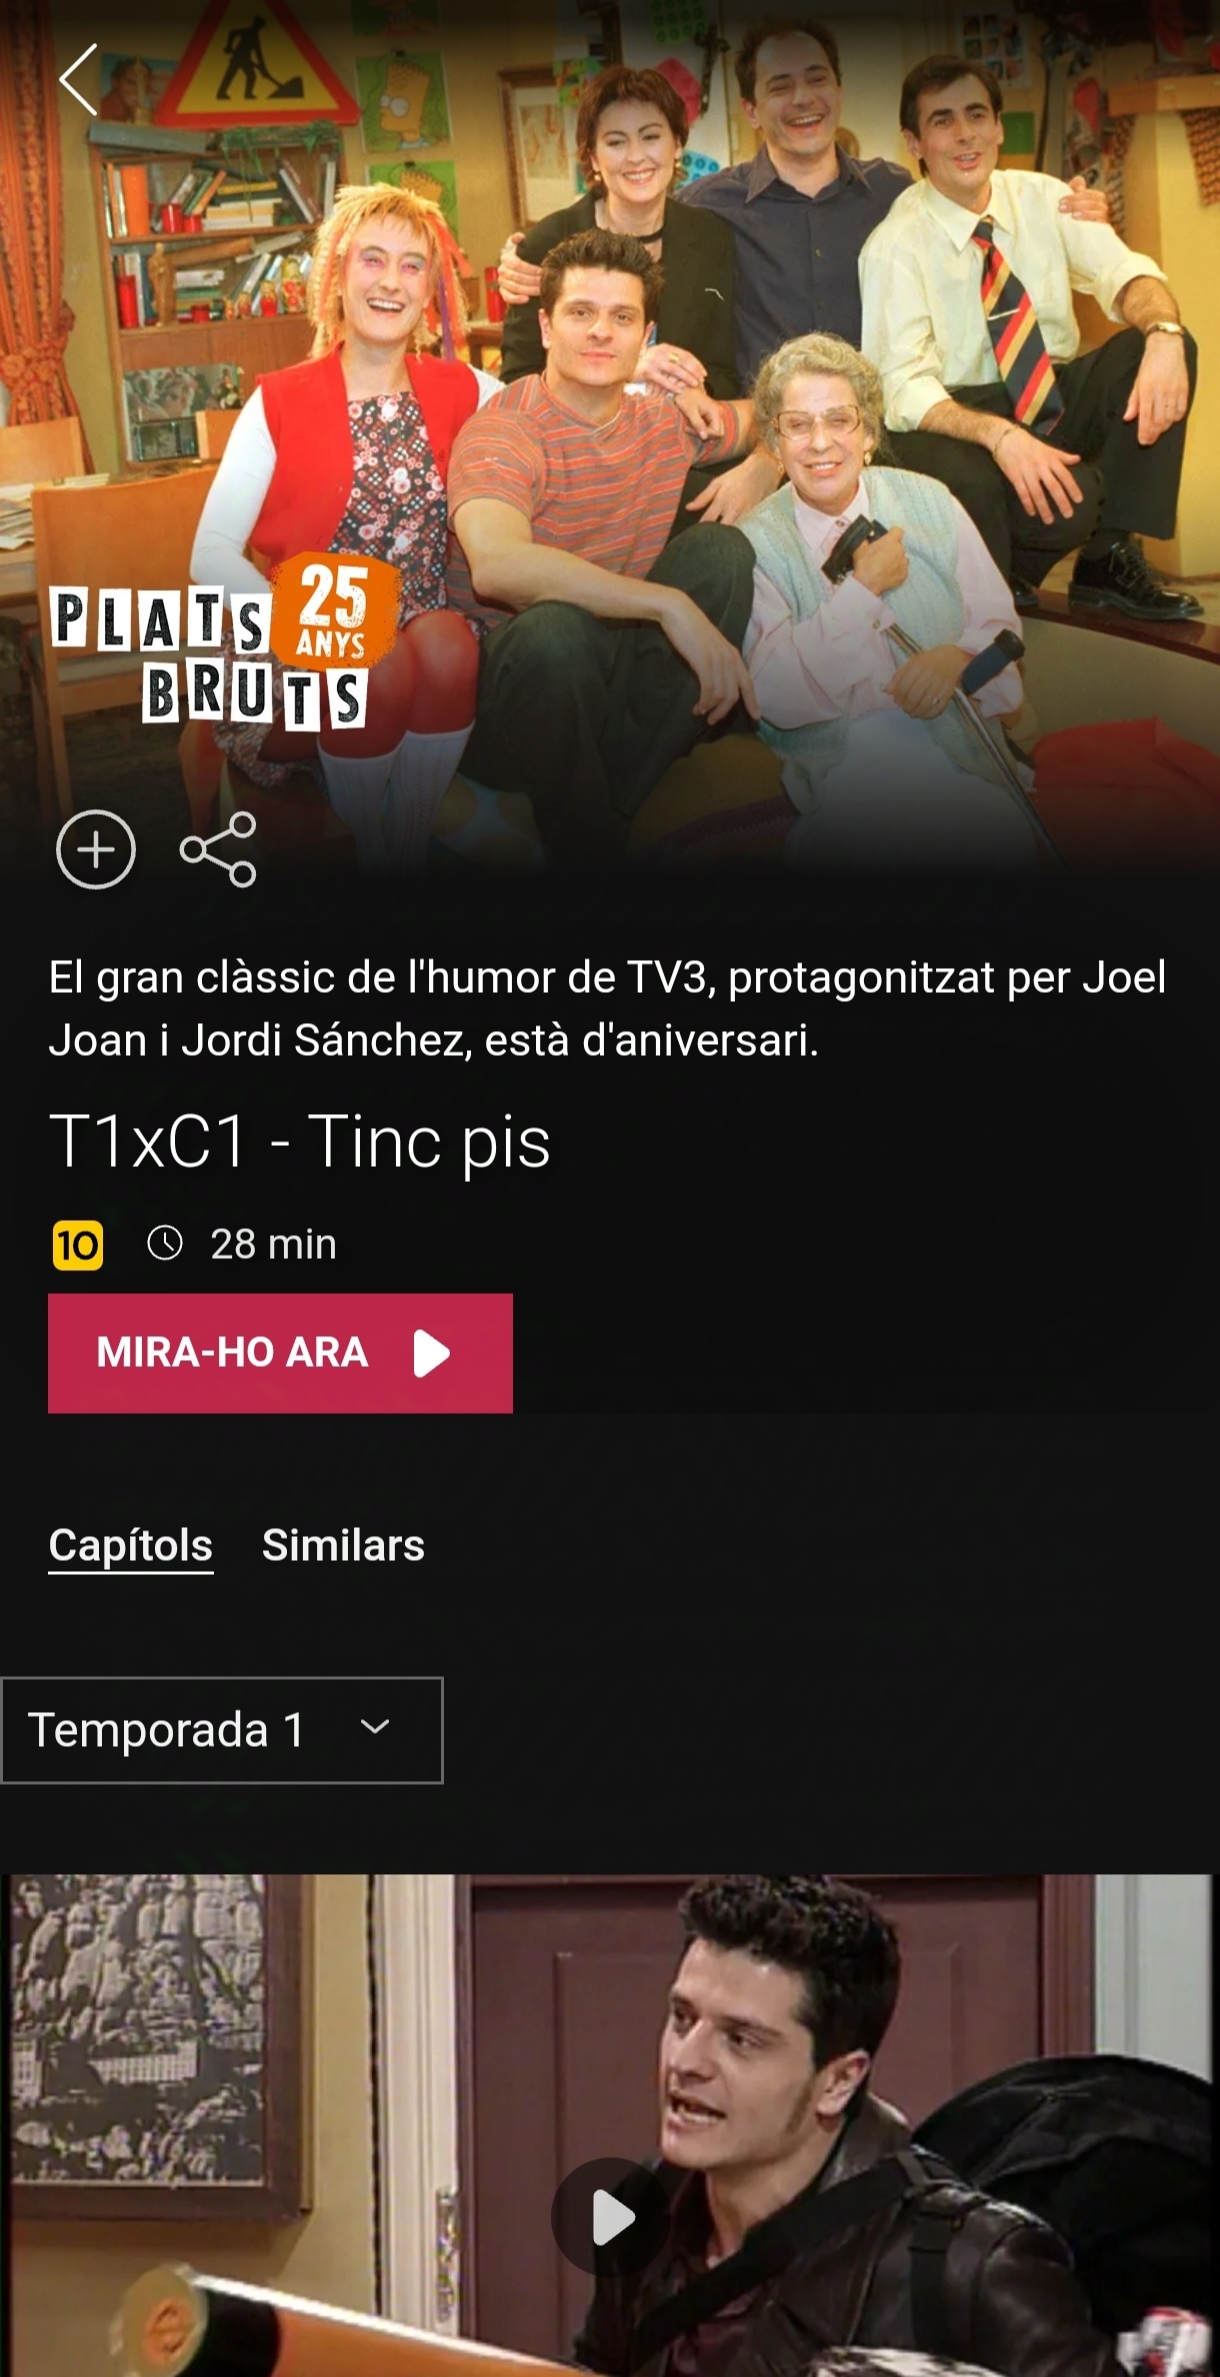 PLATS
25
ANYS
BRUTS
El gran clàssic de l'humor de TV3, protagonitzat per Joel
Joan i Jordi Sánchez, està d'aniversari.
T1xC1 - Tinc pis
10 28 min
MIRA-HO ARA
Capítols Similars
Temporada 1